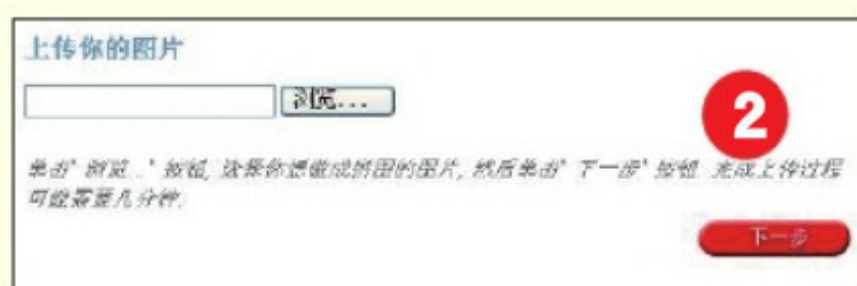 上传你的图片
浏览...
2
单击"浏览..."按钮, 选择你想做成拼图的图片, 然后单击"下一步"按钮. 完成上传过程
可能需要几分钟.
下一步